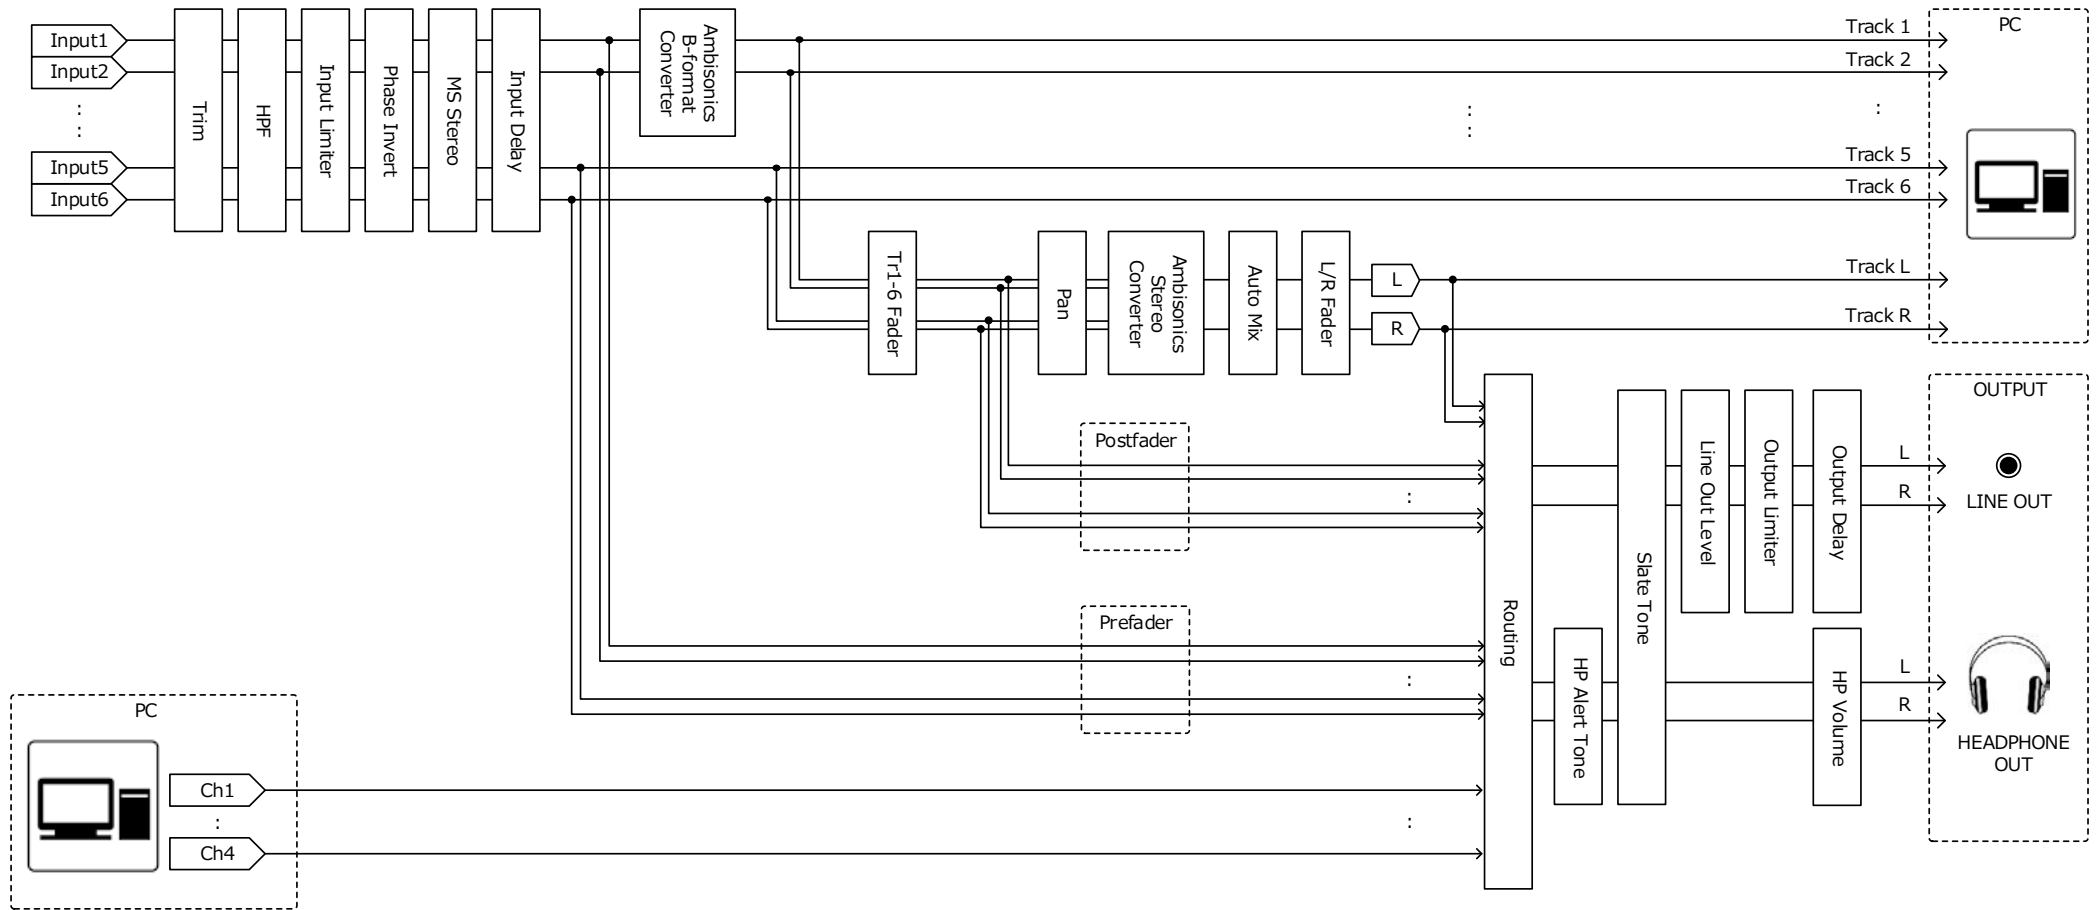 Input1
Input2
:
:
Input5
Input6
Trim
HPF
Input Limiter
Phase Invert
MS Stereo
Input Delay
Ambisonics
B-format
Converter
Track 1
Track 2
:
:
:
Track 5
Track 6
PC
Tr1-6 Fader
Pan
Ambisonics
Stereo
Converter
Auto Mix
L/R Fader
L
R
Track L
Track R
Postfader
:
Prefader
:
PC
Ch1
:
Ch4
:
Routing
HP Alert Tone
Slate Tone
Line Out Level
Output Limiter
Output Delay
HP Volume
L
R
L
R
OUTPUT
LINE OUT
HEADPHONE
OUT